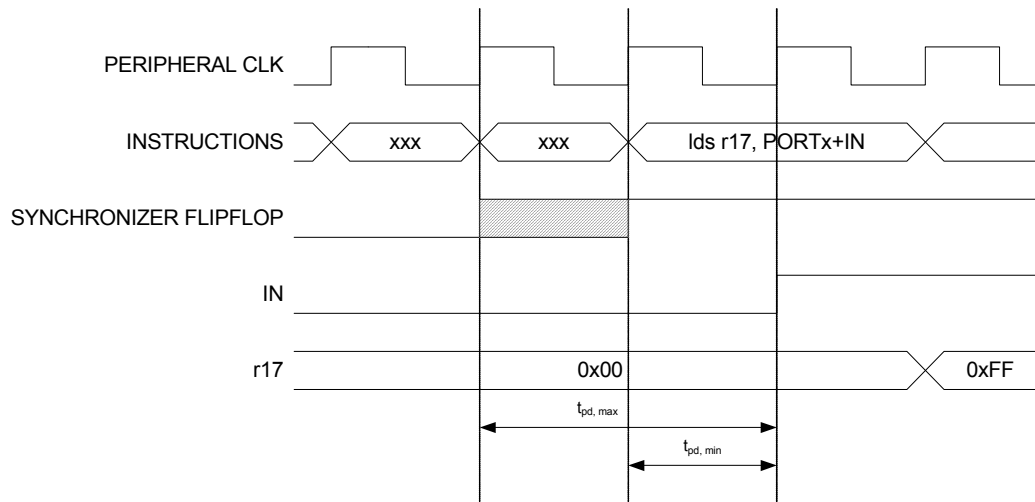 PERIPHERAL CLK
INSTRUCTIONS xxx xxx lds r17, PORTx+IN
SYNCHRONIZER FLIPFLOP
IN
r17 0x00 0xFF
tpd, max
tpd, min